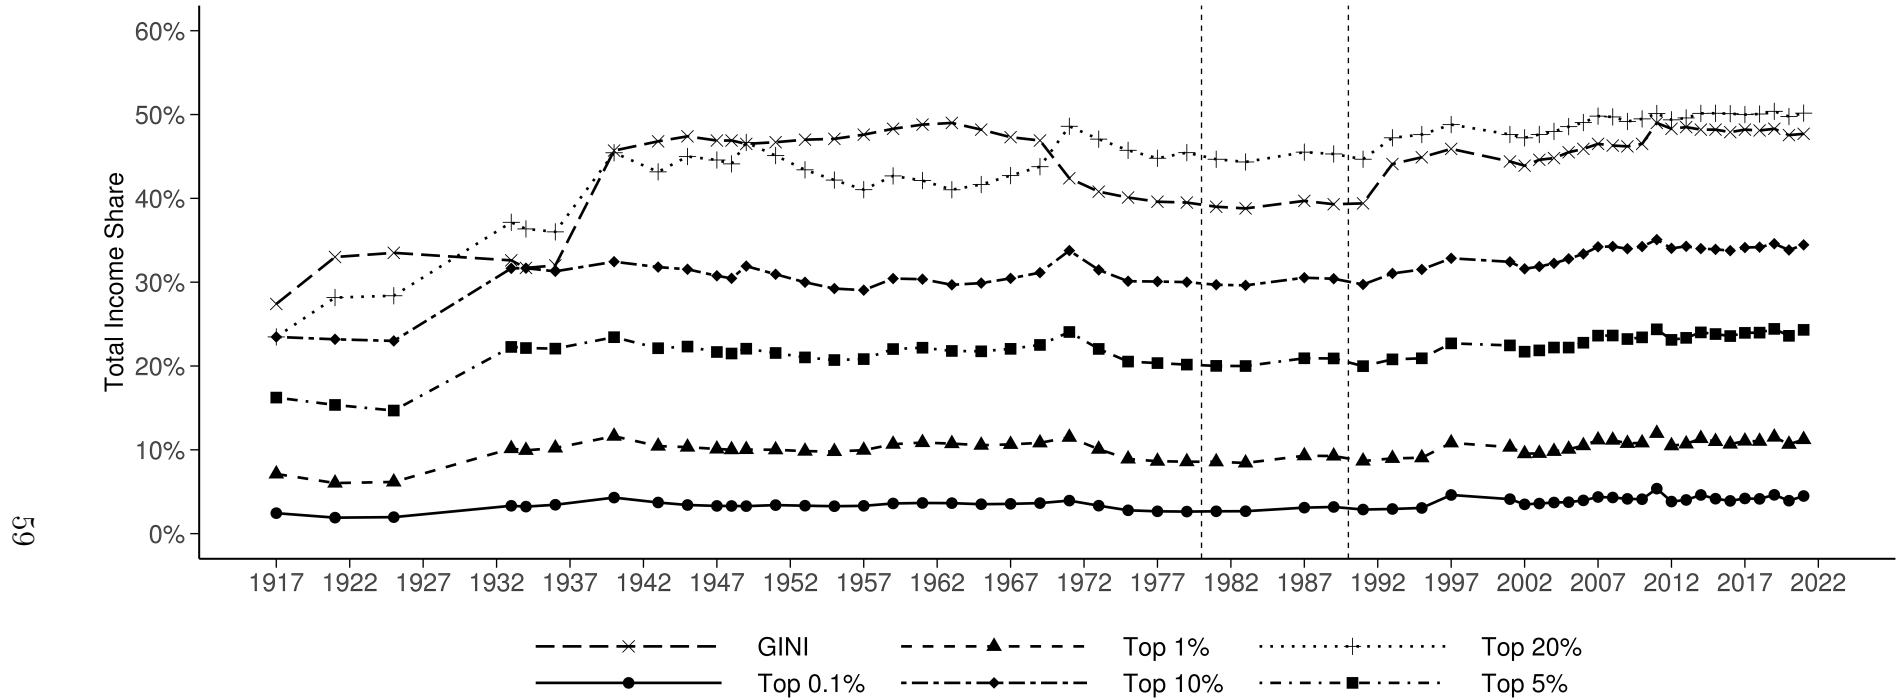 60%
50%
40%
30%
20%
10%
0%
Total Income Share
1917 1922 1927 1932 1937 1942 1947 1952 1957 1962 1967 1972 1977 1982 1987 1992 1997 2002 2007 2012 2017 2022
GINI Top 1% Top 20%
Top 0.1% Top 10% Top 5%
59